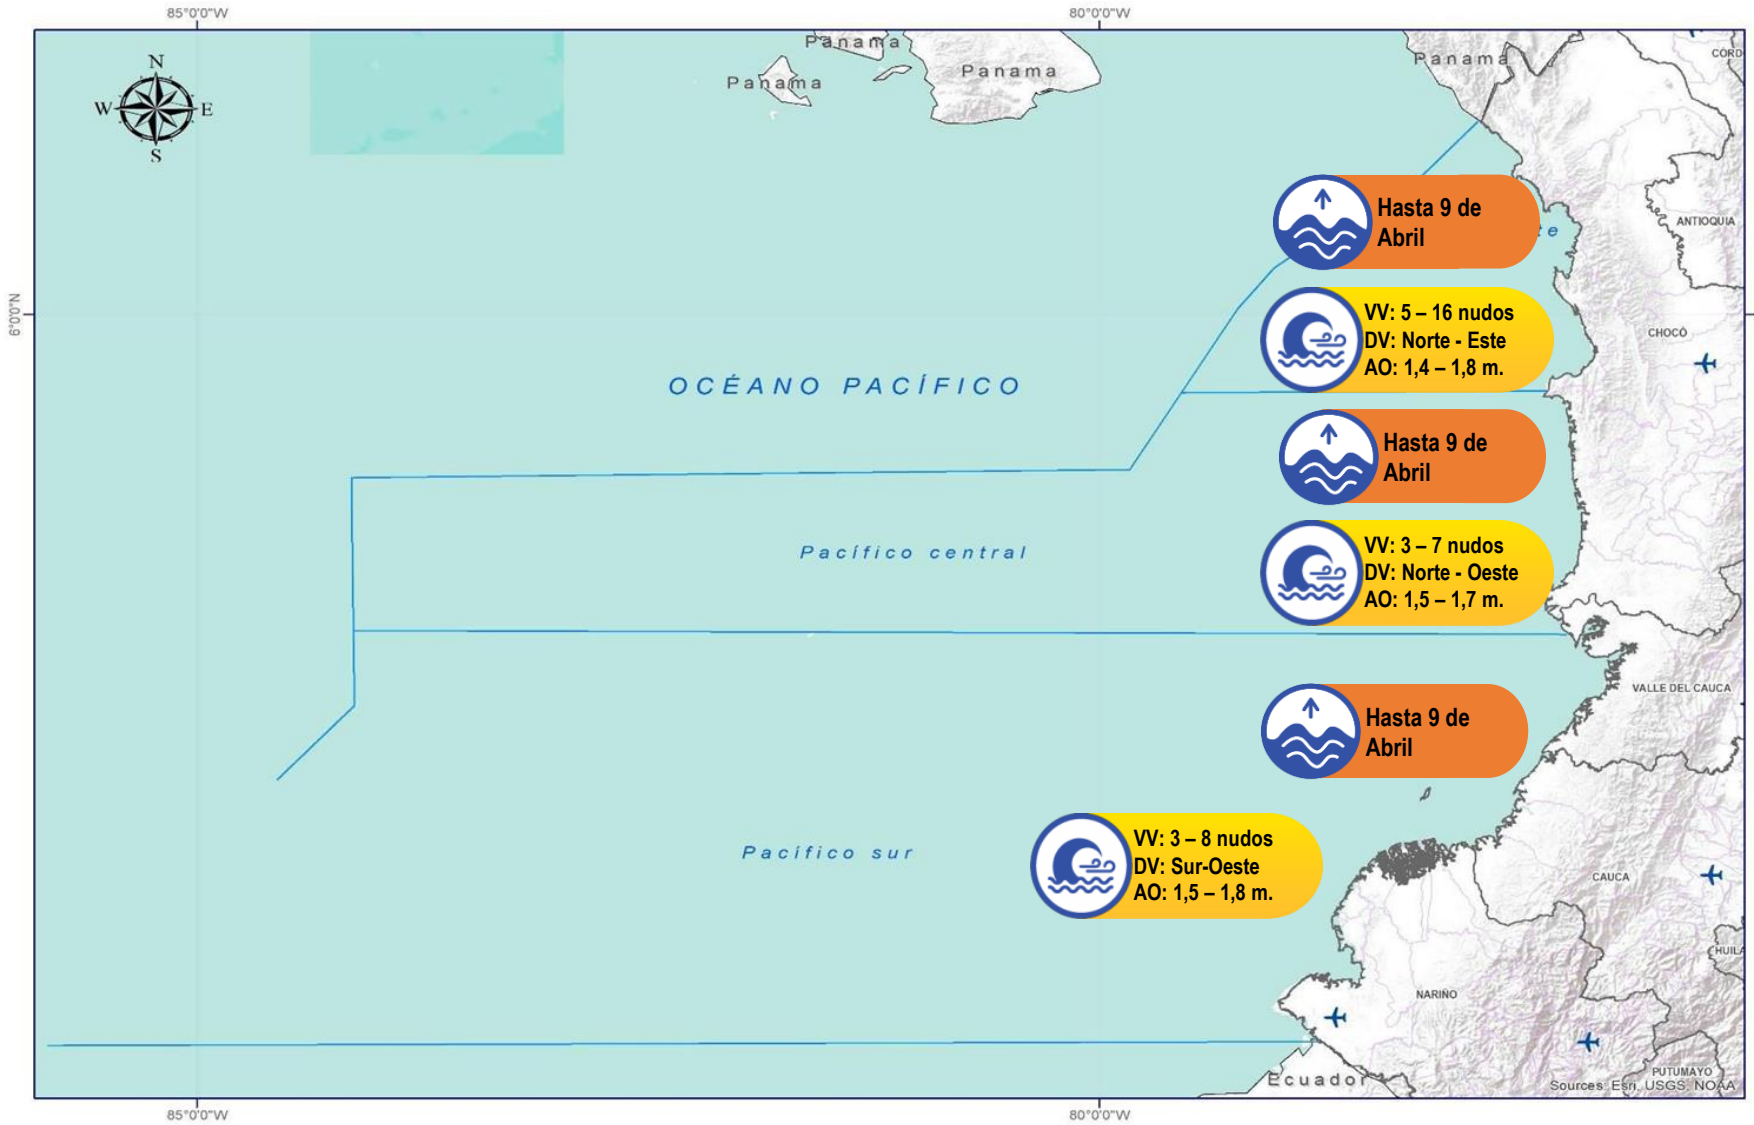 85°0'0"W
80°0'0"W
Panama
Panama
Panama
Panama
CORD
N
W
E
S
ANTIOQUIA
Hasta 9 de
Abril
te
6°0'0"N
VV: 5 – 16 nudos
DV: Norte - Este
AO: 1,4 – 1,8 m.
CHOCÓ
OCÉANO PACÍFICO
Hasta 9 de
Abril
Pacífico central
VV: 3 – 7 nudos
DV: Norte - Oeste
AO: 1,5 – 1,7 m.
VALLE DEL CAUCA
Hasta 9 de
Abril
Pacífico sur
VV: 3 – 8 nudos
DV: Sur-Oeste
AO: 1,5 – 1,8 m.
CAUCA
HUILA
NARIÑO
PUTUMAYO
Ecuador
Sources: Esri, USGS, NOAA
85°0'0"W
80°0'0"W